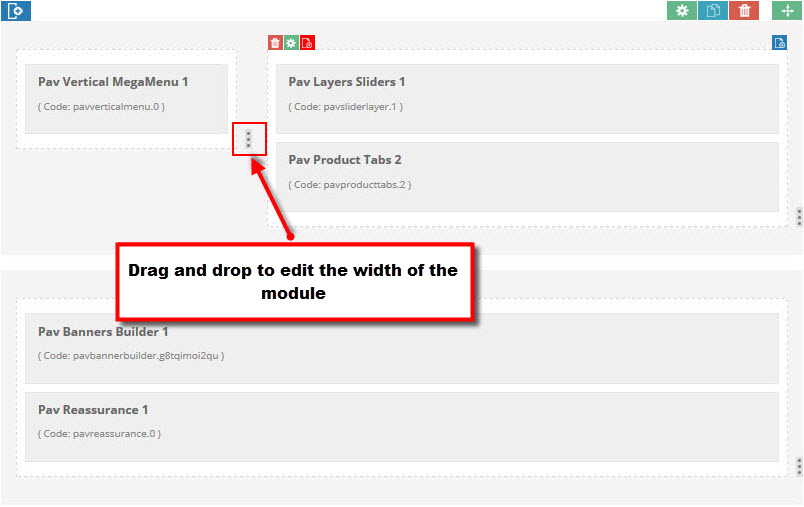 Pav Vertical MegaMenu 1
( Code: pavverticalmenu.0 )
Pav Layers Sliders 1
( Code: pavsliderlayer.1 )
Pav Product Tabs 2
( Code: pavproducttabs.2 )
Drag and drop to edit the width of the
module
Pav Banners Builder 1
( Code: pavbannerbuilder.g8tqimoi2qu )
Pav Reassurance 1
( Code: pavreassurance.0 )